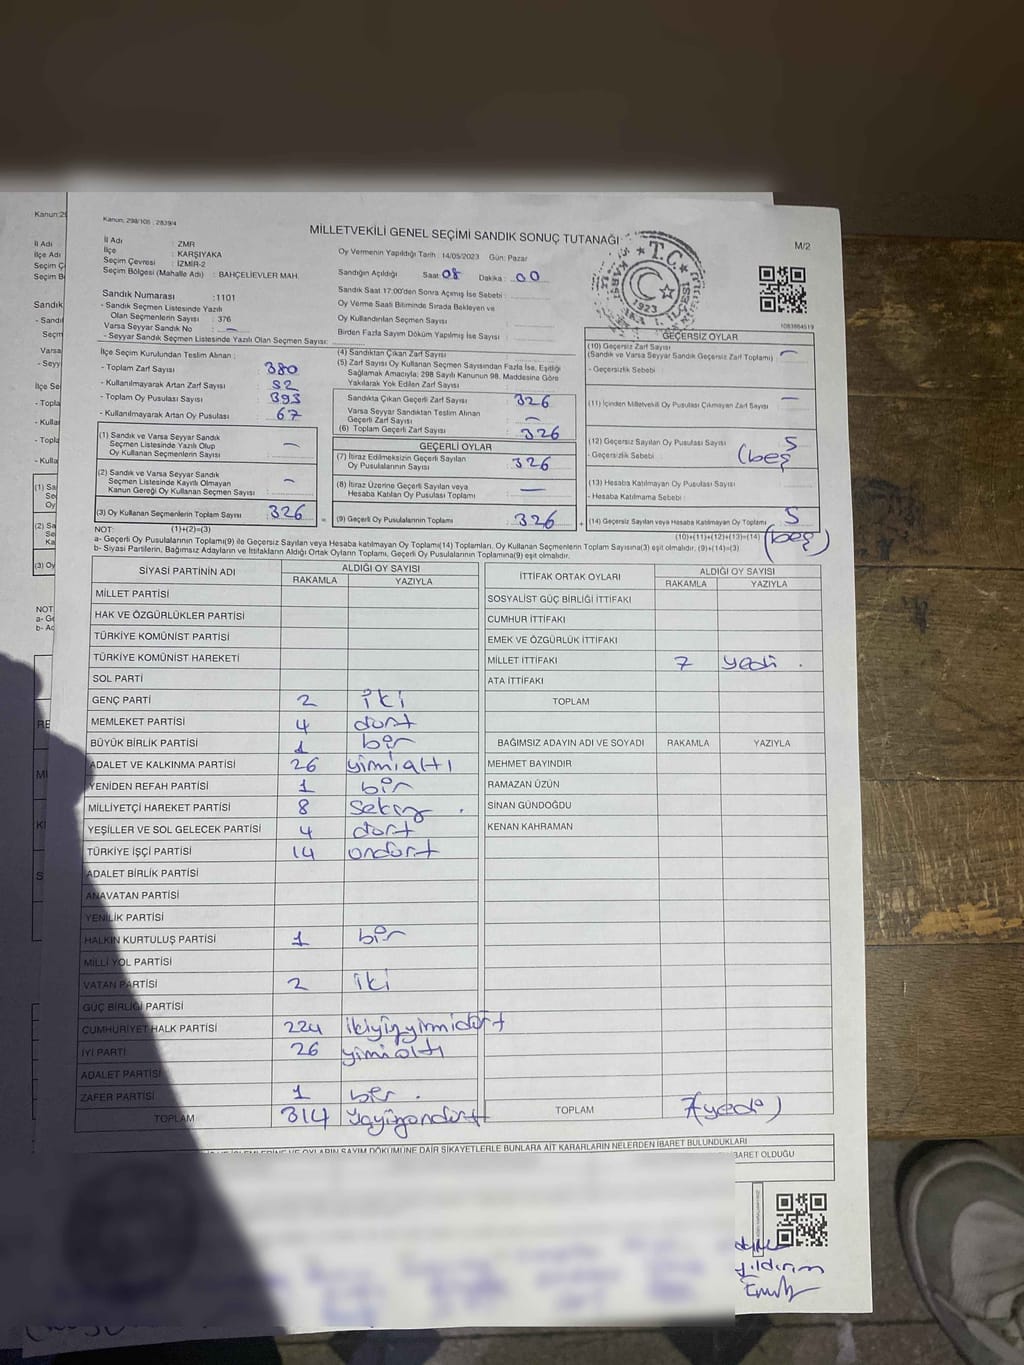 Kanun: 298/106 ; 2839/4
MİLLETVEKİLİ GENEL SEÇİMİ SANDIK SONUÇ TUTANAĞI
M/2
İl Adı : ZMR
İlçe : KARŞIYAKA
Seçim Çevresi : İZMİR-2
Seçim Bölgesi (Mahalle Adı) : BAHÇELİEVLER MAH.
Oy Vermenin Yapıldığı Tarih 14/05/2023 Gün: Pazar
Sandığın Açıldığı Saat 08 Dakika : 00
Sandık Saat 17:00'den Sonra Açımış İse Sebebi :
Oy Verme Saati Bitiminde Sırada Bekleyen ve
Oy Kullandırılan Seçmen Sayısı
Birden Fazla Sayım Döküm Yapılmış İse Sayısı :
T.C.
1923
1083864519
Sandık Numarası :1101
- Sandık Seçmen Listesinde Yazılı
Olan Seçmenlerin Sayısı : 376
Varsa Seyyar Sandık No : —
- Seyyar Sandık Seçmen Listesinde Yazılı Olan Seçmen Sayısı:
İlçe Seçim Kurulundan Teslim Alınan :
- Toplam Zarf Sayısı : 380
- Kullanılmayarak Artan Zarf Sayısı : 52
- Toplam Oy Pusulası Sayısı : 393
- Kullanılmayarak Artan Oy Pusulası : 67
(1) Sandık ve Varsa Seyyar Sandık
Seçmen Listesinde Yazılı Olup
Oy Kullanan Seçmenlerin Sayısı : —
(2) Sandık ve Varsa Seyyar Sandık
Seçmen Listesinde Kayıtlı Olmayan
Kanun Gereği Oy Kullanan Seçmen Sayısı : —
(3) Oy Kullanan Seçmenlerin Toplam Sayısı : 326
(4) Sandıktan Çıkan Zarf Sayısı :
(5) Zarf Sayısı Oy Kullanan Seçmen Sayısından Fazla İse, Eşitliği
Sağlamak Amacıyla; 298 Sayılı Kanunun 98. Maddesine Göre
Yakılarak Yok Edilen Zarf Sayısı :
Sandıkta Çıkan Geçerli Zarf Sayısı : 326
Varsa Seyyar Sandıktan Teslim Alınan
Geçerli Zarf Sayısı : —
(6) Toplam Geçerli Zarf Sayısı : 326
GEÇERLİ OYLAR
(7) İtiraz Edilmeksizin Geçerli Sayılan
Oy Pusulalarının Sayısı : 326
(8) İtiraz Üzerine Geçerli Sayılan veya
Hesaba Katılan Oy Pusulası Toplamı : —
(9) Geçerli Oy Pusulalarının Toplamı : 326
GEÇERSİZ OYLAR
(10) Geçersiz Zarf Sayısı
(Sandık ve Varsa Seyyar Sandık Geçersiz Zarf Toplamı) —
- Geçersizlik Sebebi :
(11) İçinden Milletvekili Oy Pusulası Çıkmayan Zarf Sayısı : —
(12) Geçersiz Sayılan Oy Pusulası Sayısı : 5
- Geçersizlik Sebebi : (beş
(13) Hesaba Katılmayan Oy Pusulası Sayısı :
- Hesaba Katılmama Sebebi :
(14) Geçersiz Sayılan veya Hesaba Katılmayan Oy Toplamı : 5
(10)+(11)+(12)+(13)=(14) (beş)
NOT: (1)+(2)=(3)
a- Geçerli Oy Pusulalarının Toplamı(9) ile Geçersiz Sayılan veya Hesaba katılmayan Oy Toplamı(14) Toplamları, Oy Kullanan Seçmenlerin Toplam Sayısına(3) eşit olmalıdır. (9)+(14)=(3)
b- Siyasi Partilerin, Bağımsız Adayların ve İttifakların Aldığı Ortak Oyların Toplamı, Geçerli Oy Pusulalarının Toplamına(9) eşit olmalıdır.
SİYASİ PARTİNİN ADI ALDIĞI OY SAYISI
RAKAMLA YAZIYLA
MİLLET PARTİSİ
HAK VE ÖZGÜRLÜKLER PARTİSİ
TÜRKİYE KOMÜNİST PARTİSİ
TÜRKİYE KOMÜNİST HAREKETİ
SOL PARTİ
GENÇ PARTİ 2 iki
MEMLEKET PARTİSİ 4 dört
BÜYÜK BİRLİK PARTİSİ 1 bir
ADALET VE KALKINMA PARTİSİ 26 yimialtı
YENİDEN REFAH PARTİSİ 1 bir
MİLLİYETÇİ HAREKET PARTİSİ 8 sekiz .
YEŞİLLER VE SOL GELECEK PARTİSİ 4 dört
TÜRKİYE İŞÇİ PARTİSİ 14 ondört
ADALET BİRLİK PARTİSİ
ANAVATAN PARTİSİ
YENİLİK PARTİSİ
HALKIN KURTULUŞ PARTİSİ 1 bir
MİLLİ YOL PARTİSİ
VATAN PARTİSİ 2 iki
GÜÇ BİRLİĞİ PARTİSİ
CUMHURİYET HALK PARTİSİ 224 ikiyüzyirmidört
İYİ PARTİ 26 yimialtı
ADALET PARTİSİ
ZAFER PARTİSİ 1 bir .
TOPLAM 314 üçyüzondört
İTTİFAK ORTAK OYLARI ALDIĞI OY SAYISI
RAKAMLA YAZIYLA
SOSYALİST GÜÇ BİRLİĞİ İTTİFAKI
CUMHUR İTTİFAKI
EMEK VE ÖZGÜRLÜK İTTİFAKI
MİLLET İTTİFAKI 7 yedi .
ATA İTTİFAKI
TOPLAM
BAĞIMSIZ ADAYIN ADI VE SOYADI RAKAMLA YAZIYLA
MEHMET BAYINDIR
RAMAZAN ÜZÜN
SİNAN GÜNDOĞDU
KENAN KAHRAMAN
TOPLAM 7(yedi)
OYLARIN SAYIM DÖKÜMÜNE DAİR ŞİKAYETLERLE BUNLARA AİT KARARLARIN NELERDEN İBARET BULUNDUKLARI
İBARET OLDUĞU
yıldırım